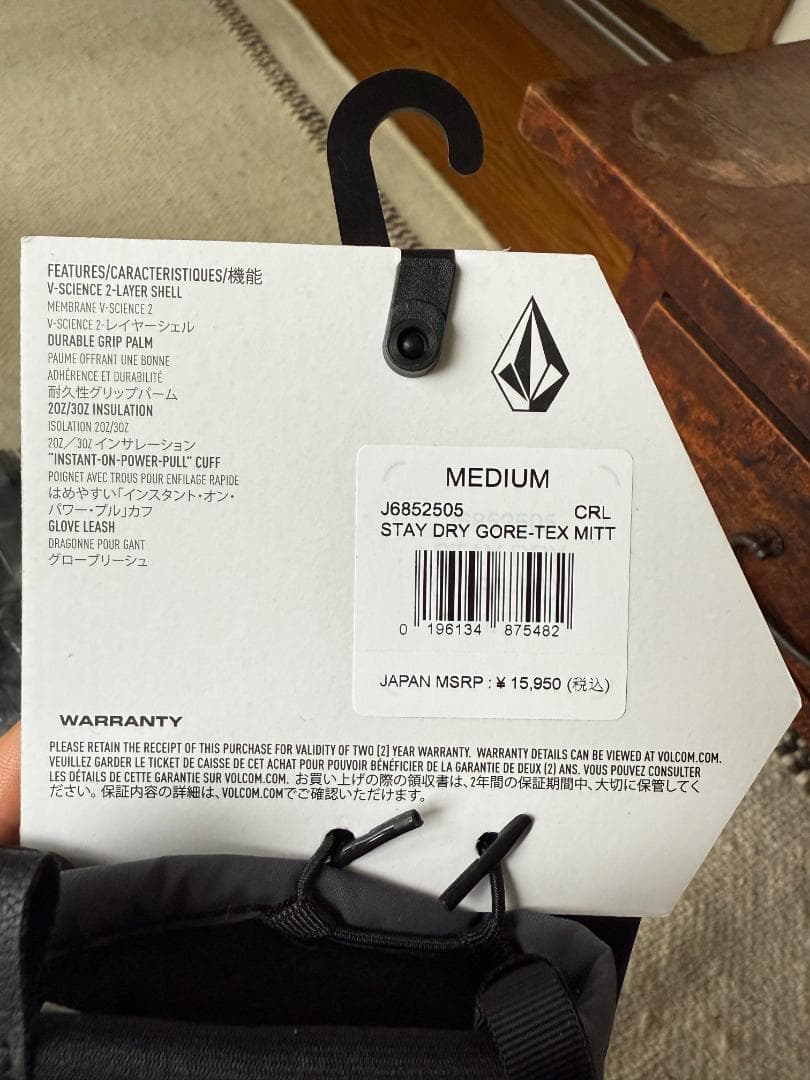 FEATURES/CARACTERISTIQUES/機能
V-SCIENCE 2-LAYER SHELL
MEMBRANE V-SCIENCE 2
V-SCIENCE 2-レイヤーシェル
DURABLE GRIP PALM
PAUME OFFRANT UNE BONNE
ADHÉRENCE ET DURABILITÉ
耐久性グリップパーム
2OZ/3OZ INSULATION
ISOLATION 2OZ/3OZ
2OZ/3OZ インサレーション
"INSTANT-ON-POWER-PULL" CUFF
POIGNET AVEC TROUS POUR ENFILAGE RAPIDE
はめやすい「インスタント・オン・
パワー・プル」カフ
GLOVE LEASH
DRAGONNE POUR GANT
グローブリーシュ
MEDIUM
J6852505 CRL
STAY DRY GORE-TEX MITT
0 196134 875482
JAPAN MSRP : ¥ 15,950 (税込)
WARRANTY
PLEASE RETAIN THE RECEIPT OF THIS PURCHASE FOR VALIDITY OF TWO (2) YEAR WARRANTY. WARRANTY DETAILS CAN BE VIEWED AT VOLCOM.COM.
VEUILLEZ GARDER LE TICKET DE CAISSE DE CET ACHAT POUR POUVOIR BÉNÉFICIER DE LA GARANTIE DE DEUX (2) ANS. VOUS POUVEZ CONSULTER
LES DÉTAILS DE CETTE GARANTIE SUR VOLCOM.COM. お買い上げの際の領収書は、2年間の保証期間中、大切に保管してく
ださい。保証内容の詳細は、VOLCOM.COMでご確認いただけます。